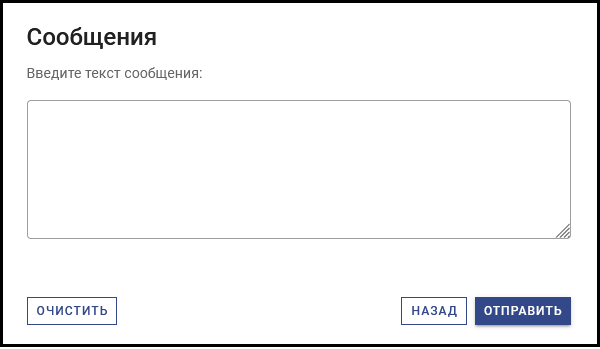 Сообщения
Введите текст сообщения:
ОЧИСТИТЬ НАЗАД ОТПРАВИТЬ